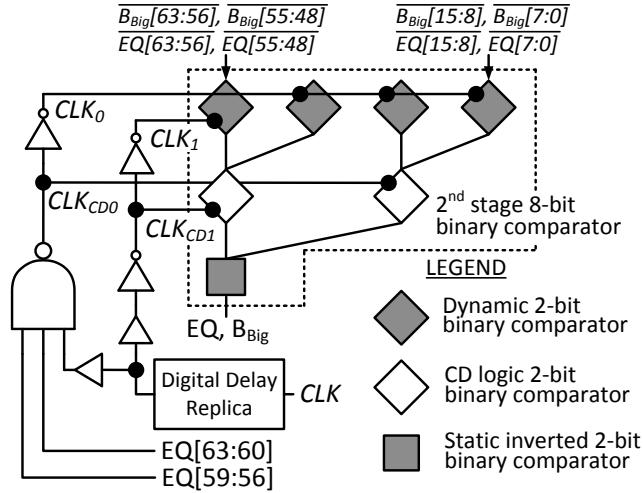 B_Big[63:56], B_Big[55:48]
EQ[63:56], EQ[55:48]
B_Big[15:8], B_Big[7:0]
EQ[15:8], EQ[7:0]
CLK_0
CLK_1
CLK_CD0
CLK_CD1
2nd stage 8-bit
binary comparator
EQ, B_Big
LEGEND
Dynamic 2-bit
binary comparator
CD logic 2-bit
binary comparator
Static inverted 2-bit
binary comparator
Digital Delay
Replica
CLK
EQ[63:60]
EQ[59:56]